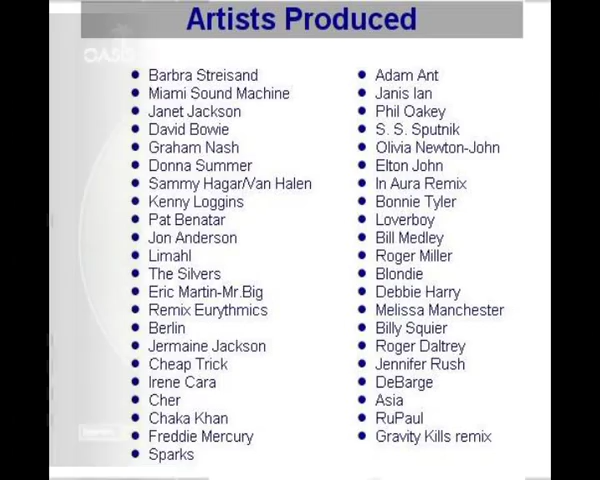 Artists Produced
OASIS
Barbra Streisand
Miami Sound Machine
Janet Jackson
David Bowie
Graham Nash
Donna Summer
Sammy Hagar/Van Halen
Kenny Loggins
Pat Benatar
Jon Anderson
Limahl
The Silvers
Eric Martin-Mr.Big
Remix Eurythmics
Berlin
Jermaine Jackson
Cheap Trick
Irene Cara
Cher
Chaka Khan
Freddie Mercury
Sparks
Adam Ant
Janis Ian
Phil Oakey
S. S. Sputnik
Olivia Newton-John
Elton John
In Aura Remix
Bonnie Tyler
Loverboy
Bill Medley
Roger Miller
Blondie
Debbie Harry
Melissa Manchester
Billy Squier
Roger Daltrey
Jennifer Rush
DeBarge
Asia
RuPaul
Gravity Kills remix